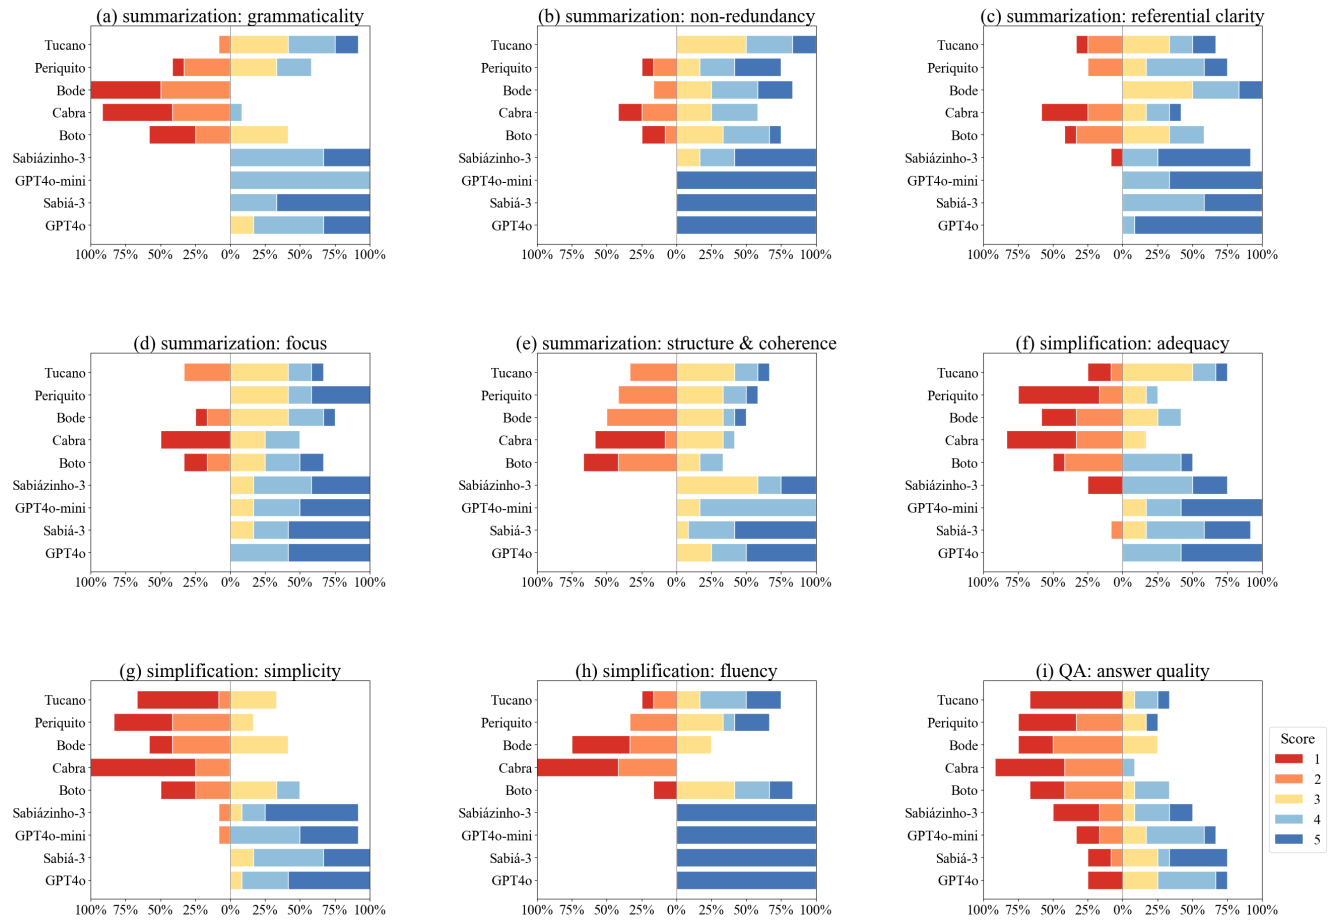 (a) summarization: grammaticality
Tucano
Periquito
Bode
Cabra
Boto
Sabiázinho-3
GPT4o-mini
Sabiá-3
GPT4o
100% 75% 50% 25% 0% 25% 50% 75% 100%
(b) summarization: non-redundancy
Tucano
Periquito
Bode
Cabra
Boto
Sabiázinho-3
GPT4o-mini
Sabiá-3
GPT4o
100% 75% 50% 25% 0% 25% 50% 75% 100%
(c) summarization: referential clarity
Tucano
Periquito
Bode
Cabra
Boto
Sabiázinho-3
GPT4o-mini
Sabiá-3
GPT4o
100% 75% 50% 25% 0% 25% 50% 75% 100%
(d) summarization: focus
Tucano
Periquito
Bode
Cabra
Boto
Sabiázinho-3
GPT4o-mini
Sabiá-3
GPT4o
100% 75% 50% 25% 0% 25% 50% 75% 100%
(e) summarization: structure & coherence
Tucano
Periquito
Bode
Cabra
Boto
Sabiázinho-3
GPT4o-mini
Sabiá-3
GPT4o
100% 75% 50% 25% 0% 25% 50% 75% 100%
(f) simplification: adequacy
Tucano
Periquito
Bode
Cabra
Boto
Sabiázinho-3
GPT4o-mini
Sabiá-3
GPT4o
100% 75% 50% 25% 0% 25% 50% 75% 100%
(g) simplification: simplicity
Tucano
Periquito
Bode
Cabra
Boto
Sabiázinho-3
GPT4o-mini
Sabiá-3
GPT4o
100% 75% 50% 25% 0% 25% 50% 75% 100%
(h) simplification: fluency
Tucano
Periquito
Bode
Cabra
Boto
Sabiázinho-3
GPT4o-mini
Sabiá-3
GPT4o
100% 75% 50% 25% 0% 25% 50% 75% 100%
(i) QA: answer quality
Tucano
Periquito
Bode
Cabra
Boto
Sabiázinho-3
GPT4o-mini
Sabiá-3
GPT4o
100% 75% 50% 25% 0% 25% 50% 75% 100%
Score
1
2
3
4
5